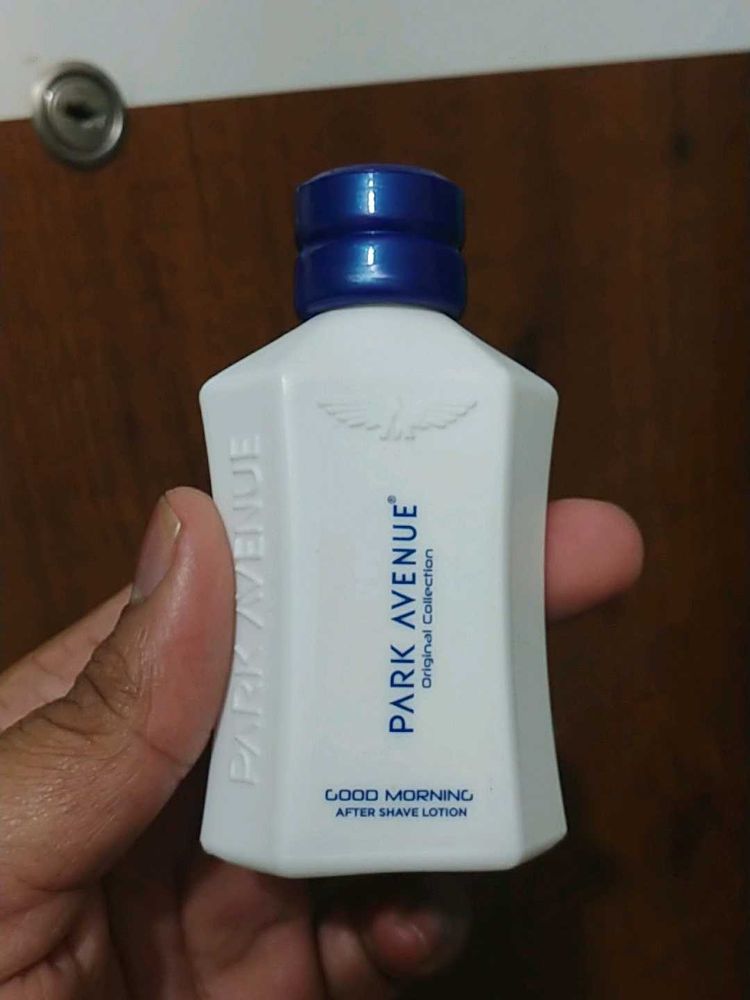 PARK AVENUE
PARK AVENUE®
Original Collection
GOOD MORNING
AFTER SHAVE LOTION